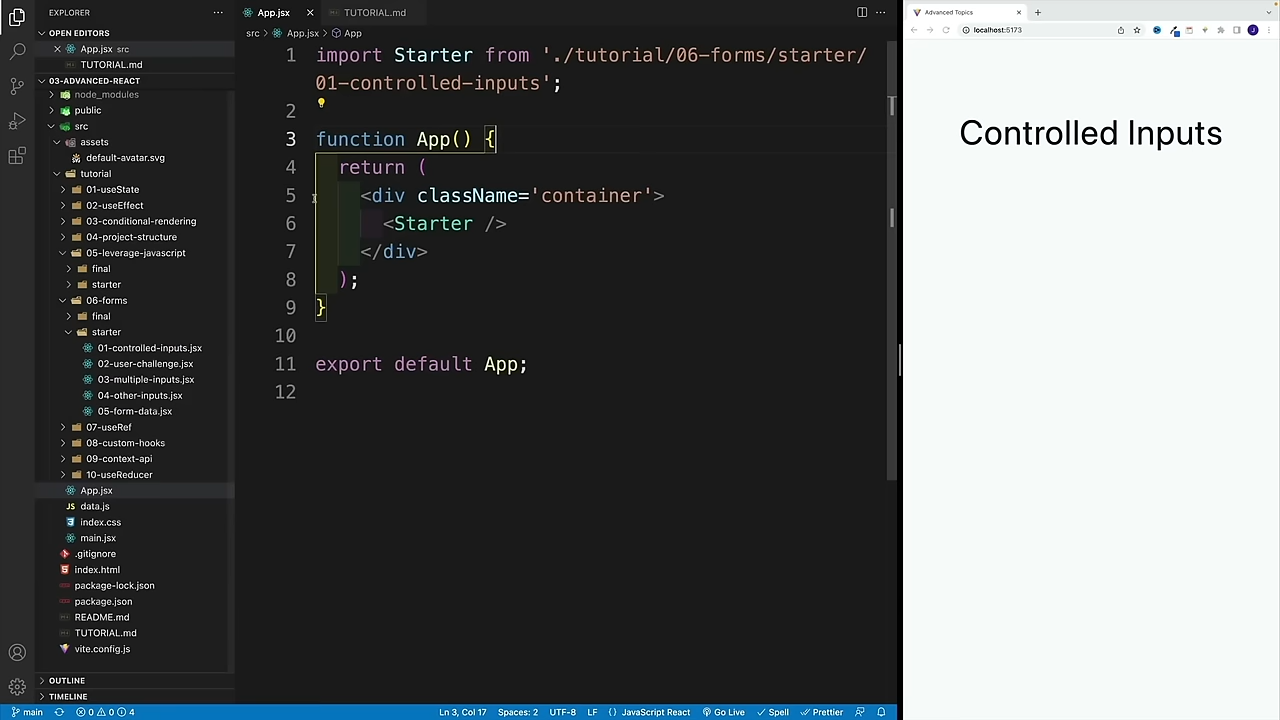 EXPLORER
OPEN EDITORS
App.jsx src
TUTORIAL.md
03-ADVANCED-REACT
node_modules
public
src
assets
default-avatar.svg
tutorial
01-useState
02-useEffect
03-conditional-rendering
04-project-structure
05-leverage-javascript
final
starter
06-forms
final
starter
01-controlled-inputs.jsx
02-user-challenge.jsx
03-multiple-inputs.jsx
04-other-inputs.jsx
05-form-data.jsx
07-useRef
08-custom-hooks
09-context-api
10-useReducer
App.jsx
JS data.js
index.css
main.jsx
.gitignore
index.html
package-lock.json
package.json
README.md
TUTORIAL.md
vite.config.js
OUTLINE
TIMELINE
App.jsx
TUTORIAL.md
src > App.jsx > App
1 import Starter from './tutorial/06-forms/starter/
01-controlled-inputs';
2
3 function App() {
4 return (
5 <div className='container'>
6 <Starter />
7 </div>
8 );
9 }
10
11 export default App;
12
main 0 0 4 Ln 3, Col 17 Spaces: 2 UTF-8 LF {} JavaScript React Go Live Spell Prettier
Advanced Topics
localhost:5173
J
Controlled Inputs